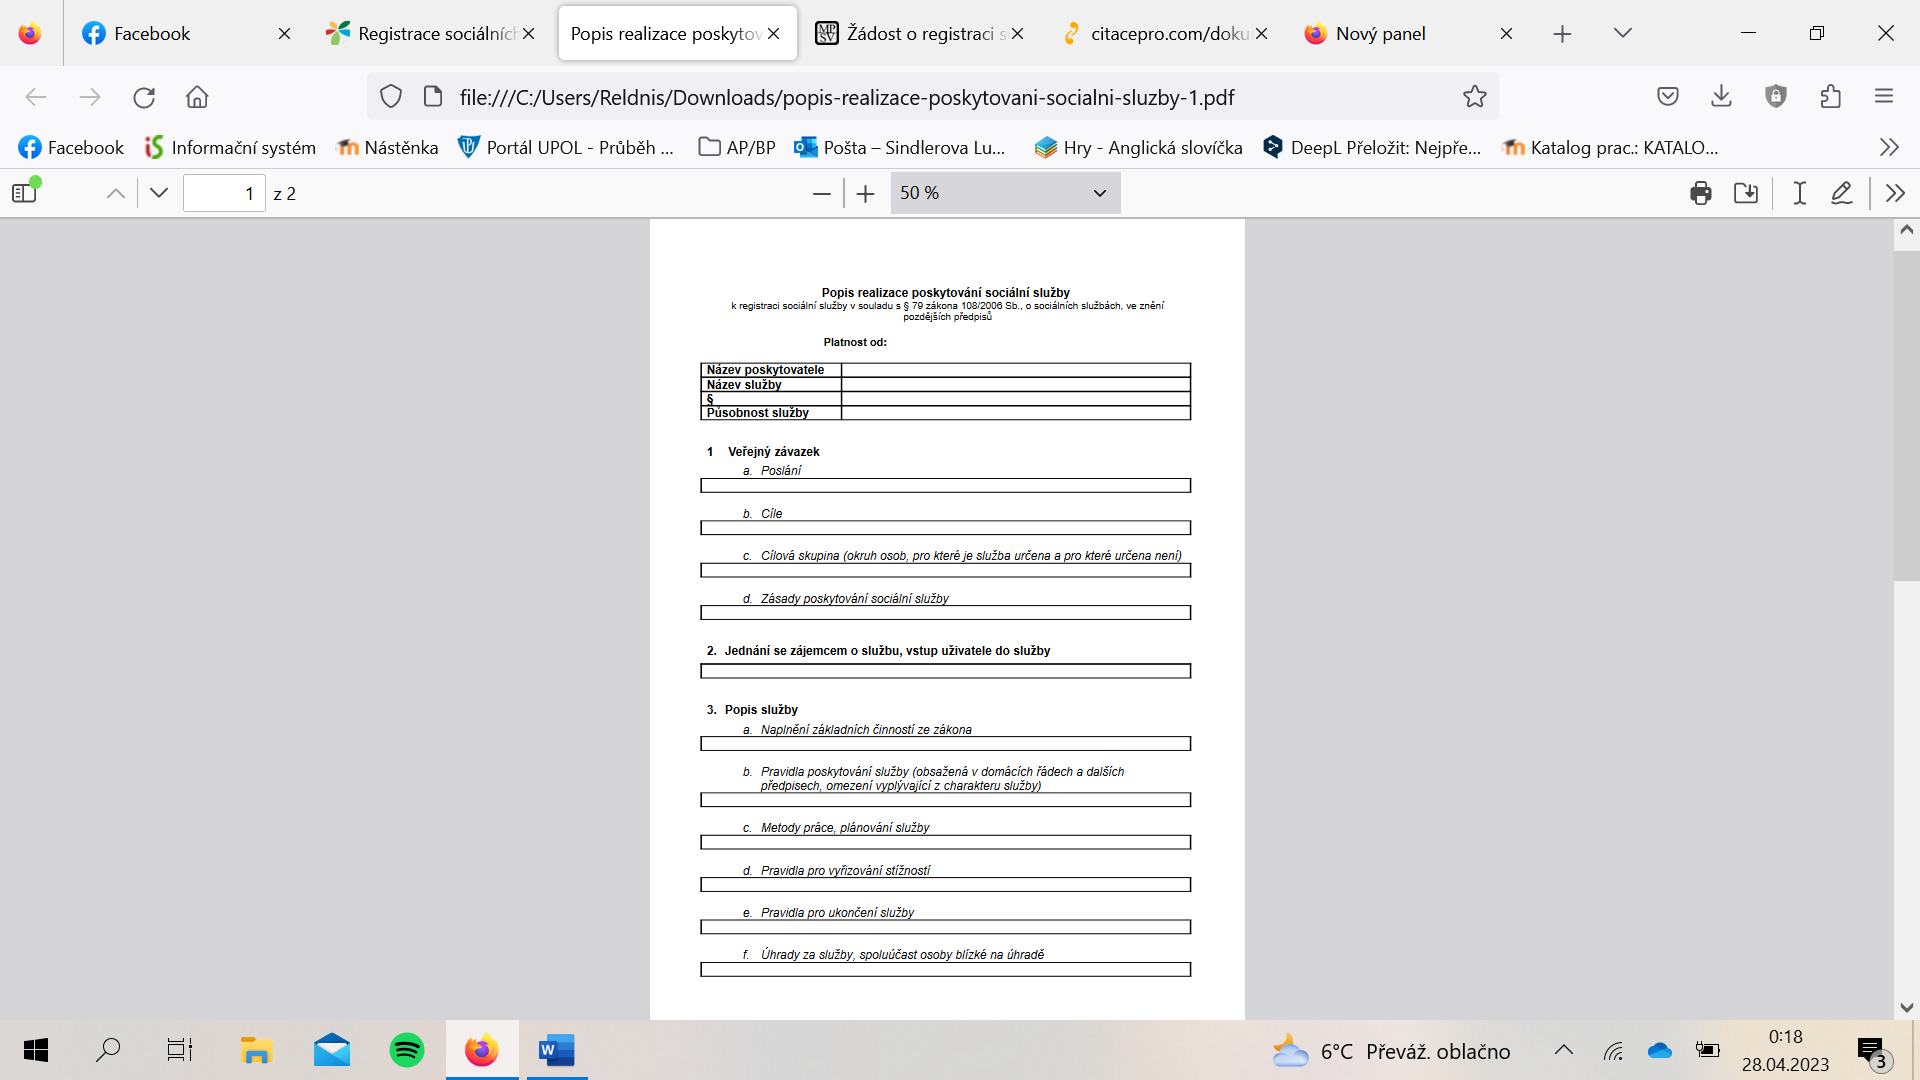 Facebook
Registrace sociálních
Popis realizace poskytov
Žádost o registraci s
citacepro.com/doku
Nový panel
file:///C:/Users/Reldnis/Downloads/popis-realizace-poskytovani-socialni-sluzby-1.pdf
Facebook
Informační systém
Nástěnka
Portál UPOL - Průběh ...
AP/BP
Pošta – Sindlerova Lu...
Hry - Anglická slovíčka
DeepL Přeložit: Nejpře...
Katalog prac.: KATALO...
1 z 2
50 %
Popis realizace poskytování sociální služby
k registraci sociální služby v souladu s § 79 zákona 108/2006 Sb., o sociálních službách, ve znění
pozdějších předpisů
Platnost od:
Název poskytovatele
Název služby
§
Působnost služby
1 Veřejný závazek
a. Poslání
b. Cíle
c. Cílová skupina (okruh osob, pro které je služba určena a pro které určena není)
d. Zásady poskytování sociální služby
2. Jednání se zájemcem o službu, vstup uživatele do služby
3. Popis služby
a. Naplnění základních činností ze zákona
b. Pravidla poskytování služby (obsažená v domácích řádech a dalších
předpisech, omezení vyplývající z charakteru služby)
c. Metody práce, plánování služby
d. Pravidla pro vyřizování stížností
e. Pravidla pro ukončení služby
f. Úhrady za služby, spoluúčast osoby blízké na úhradě
6°C Převáž. oblačno
0:18
28.04.2023
3